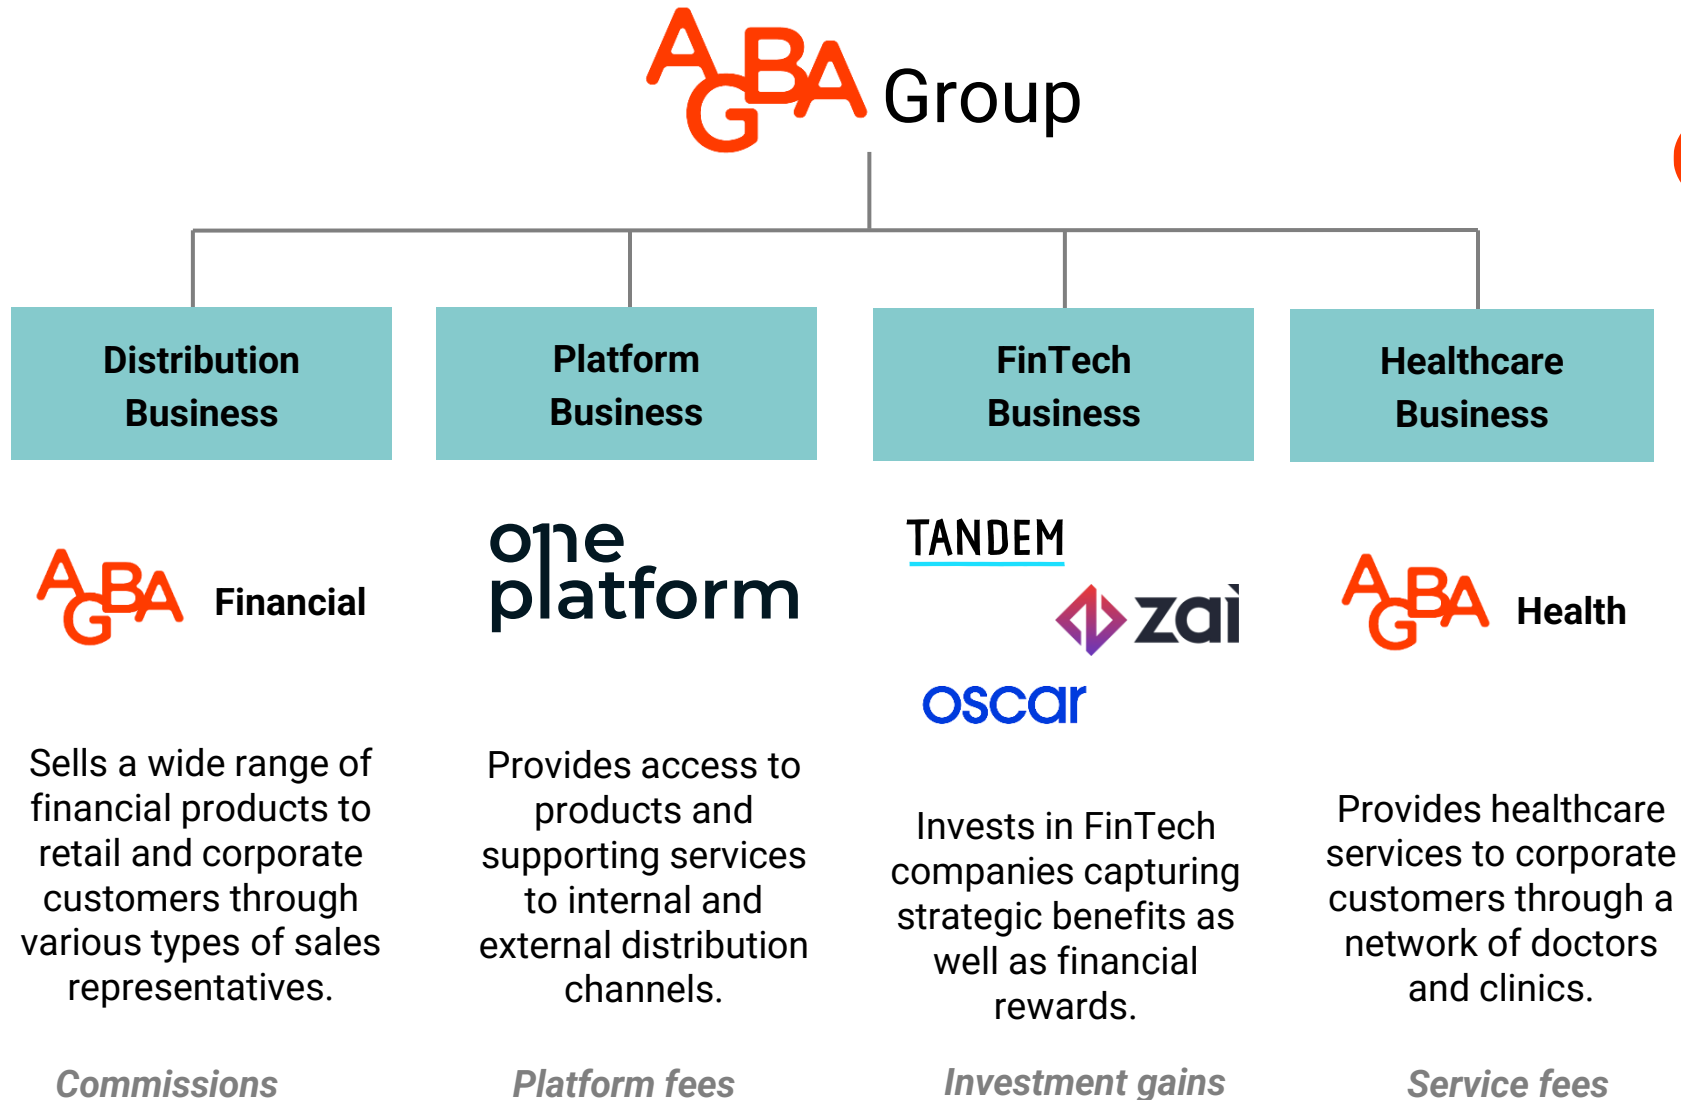 AGBA Group
Distribution
Business
Platform
Business
FinTech
Business
Healthcare
Business
AGBA Financial
one
platform
TANDEM
zai
oscar
AGBA Health
Sells a wide range of
financial products to
retail and corporate
customers through
various types of sales
representatives.
Provides access to
products and
supporting services
to internal and
external distribution
channels.
Invests in FinTech
companies capturing
strategic benefits as
well as financial
rewards.
Provides healthcare
services to corporate
customers through a
network of doctors
and clinics.
Commissions
Platform fees
Investment gains
Service fees